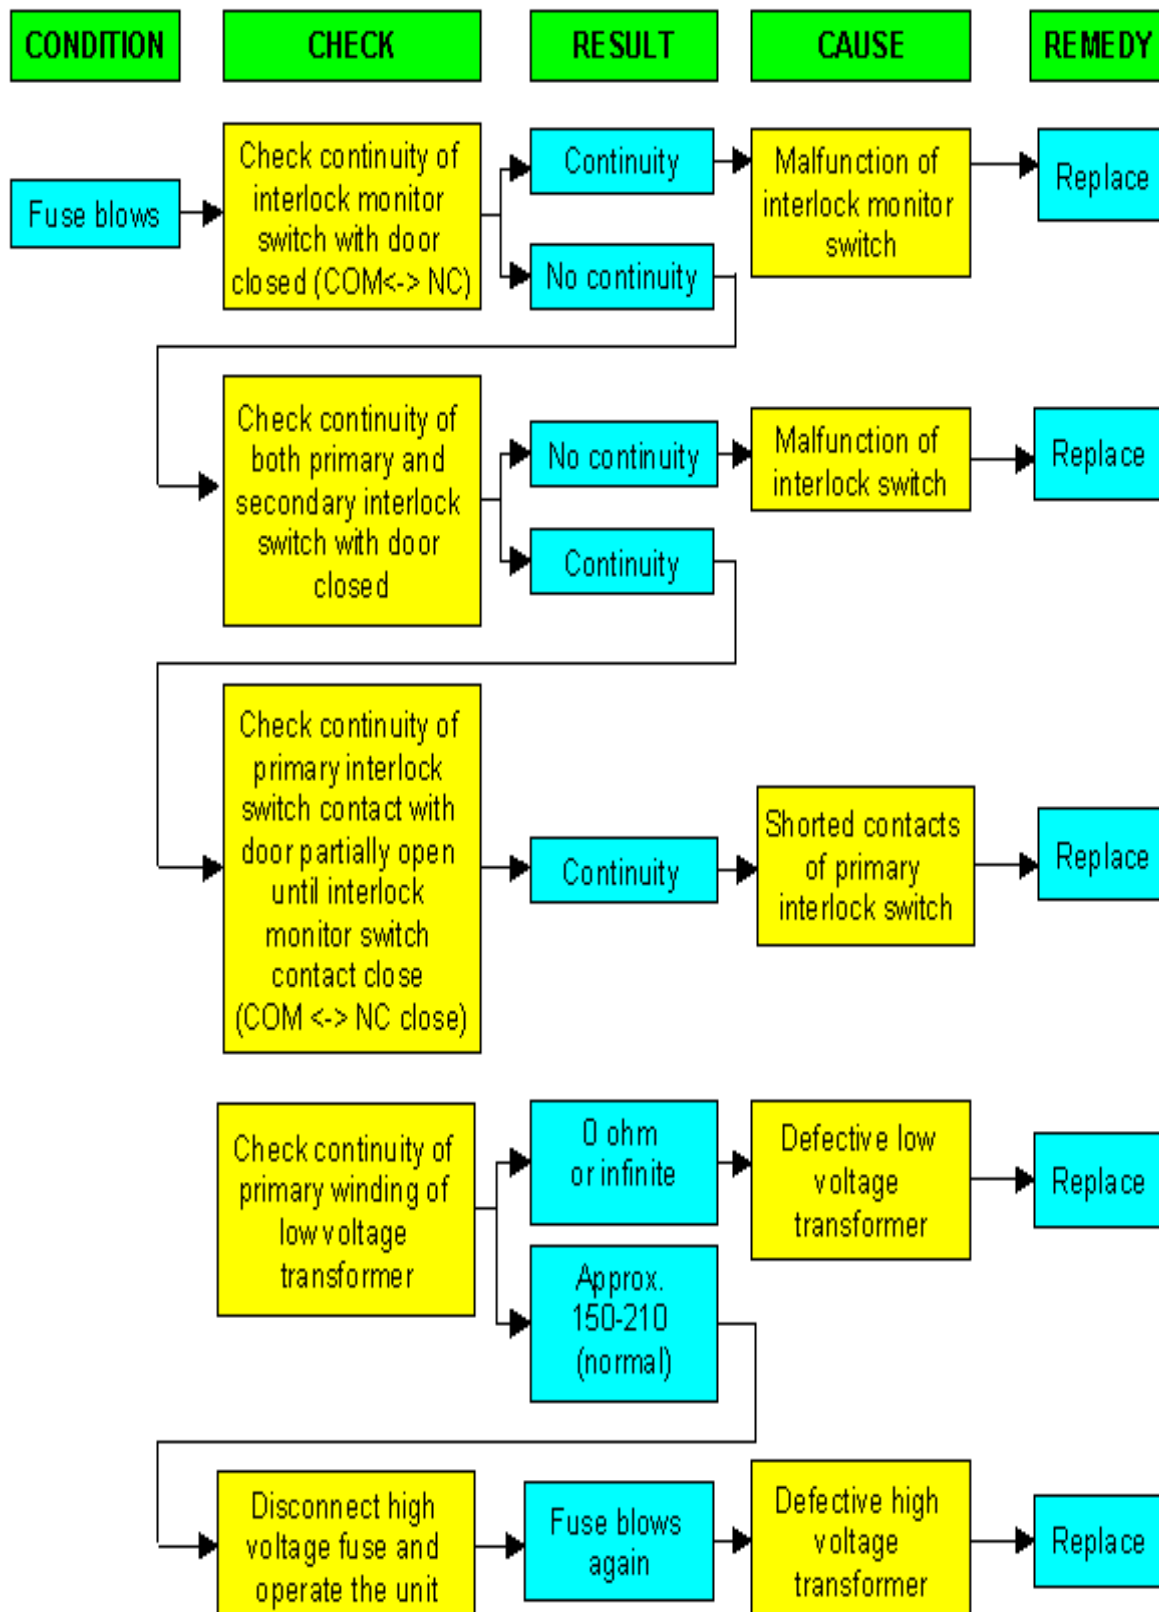 CONDITION
CHECK
RESULT
CAUSE
REMEDY
Fuse blows
Check continuity of
interlock monitor
switch with door
closed (COM<-> NC)
Continuity
No continuity
Malfunction of
interlock monitor
switch
Replace
Check continuity of
both primary and
secondary interlock
switch with door
closed
No continuity
Continuity
Malfunction of
interlock switch
Replace
Check continuity of
primary interlock
switch contact with
door partially open
until interlock
monitor switch
contact close
(COM <-> NC close)
Continuity
Shorted contacts
of primary
interlock switch
Replace
Check continuity of
primary winding of
low voltage
transformer
0 ohm
or infinite
Approx.
150-210
(normal)
Defective low
voltage
transformer
Replace
Disconnect high
voltage fuse and
operate the unit
Fuse blows
again
Defective high
voltage
transformer
Replace